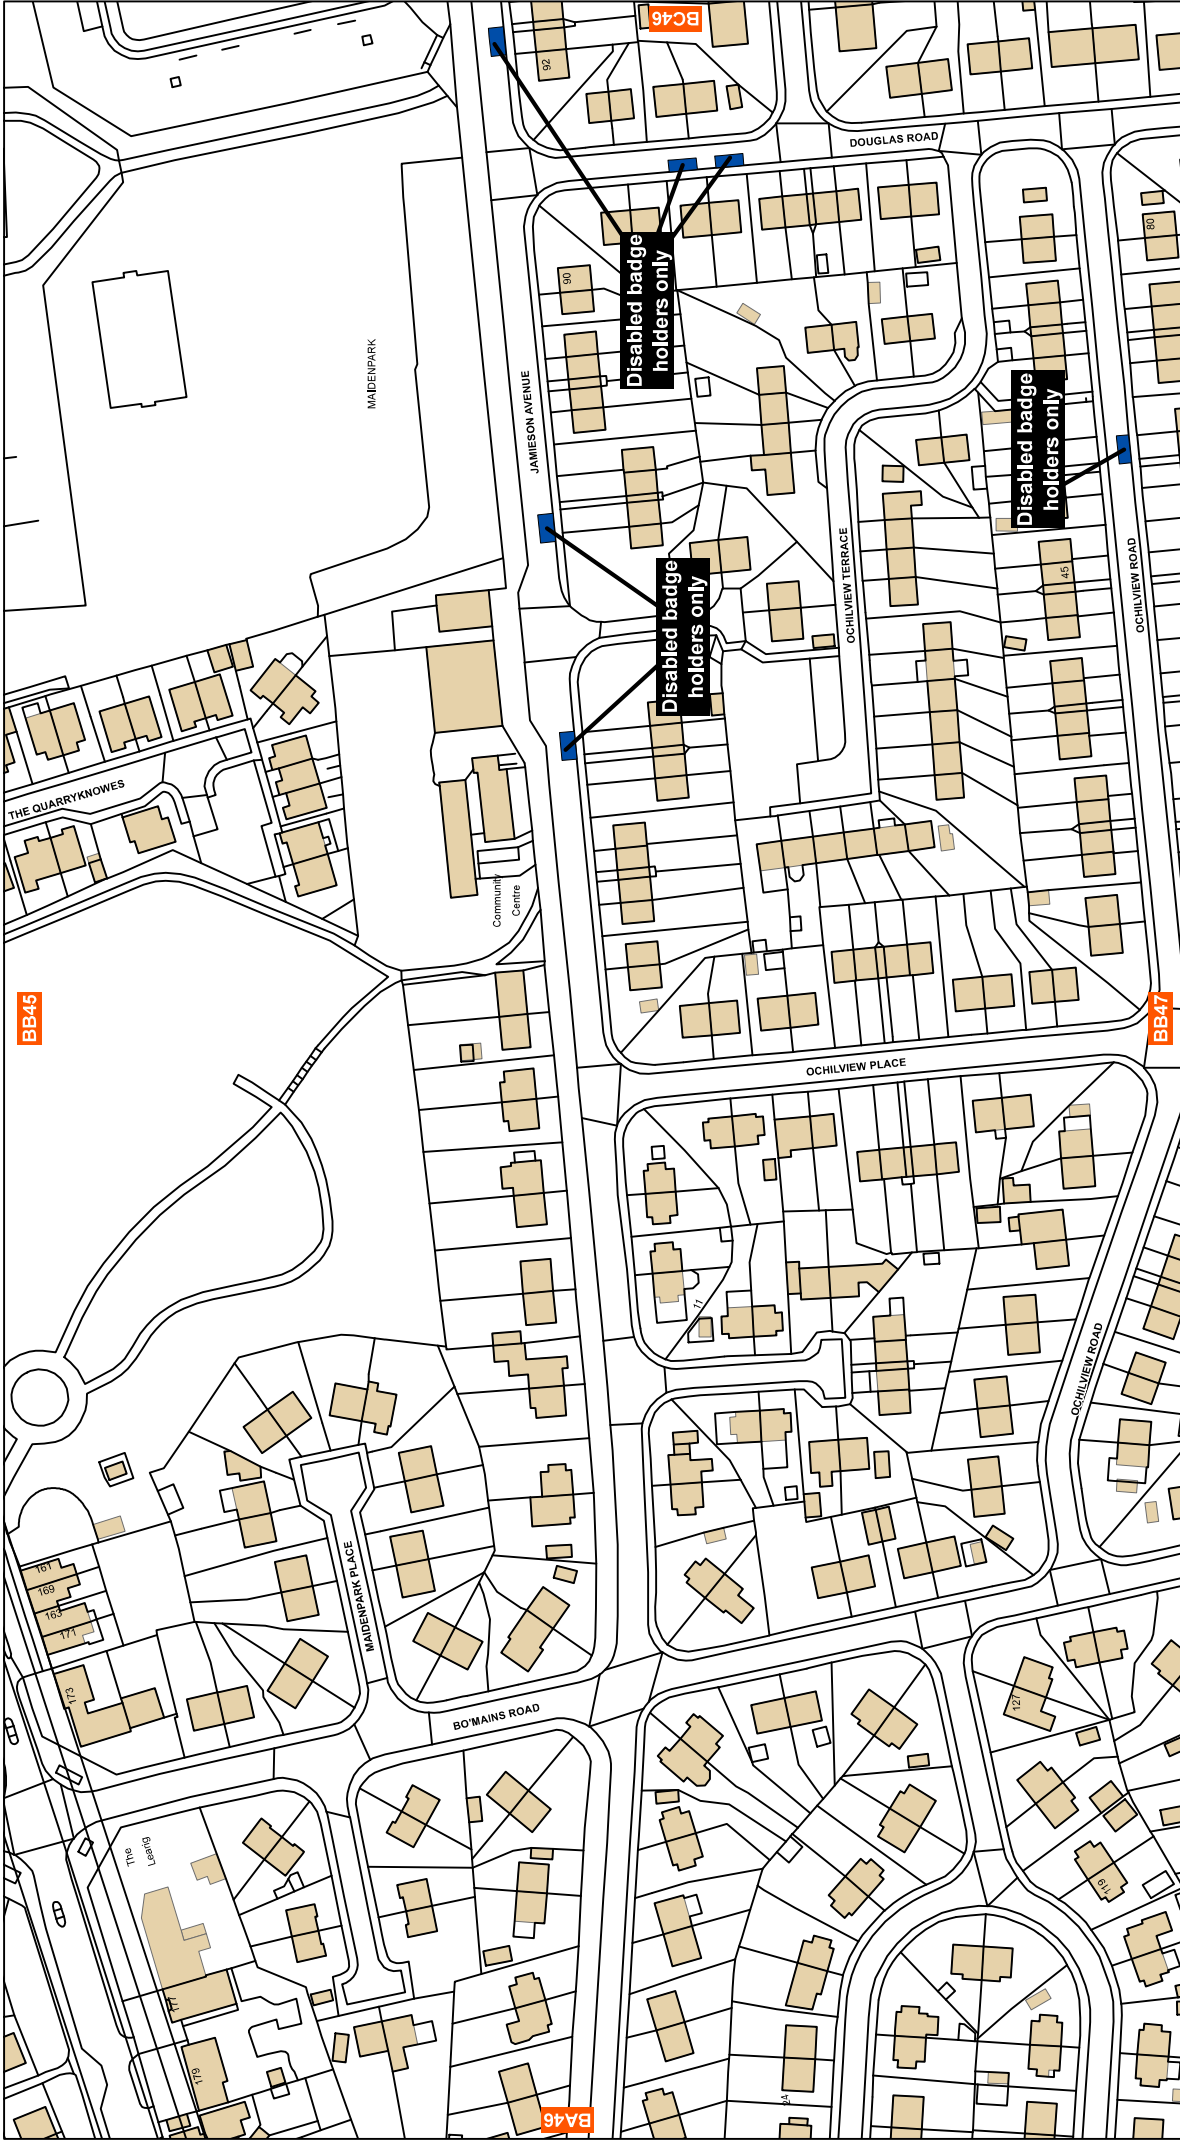 BC46
92
DOUGLAS ROAD
Disabled badge
holders only
90
80
MAIDENPARK
JAMIESON AVENUE
Disabled badge
holders only
OCHILVIEW TERRACE
OCHILVIEW ROAD
45
Disabled badge
holders only
THE QUARRYKNOWES
Community
Centre
BB45
BB47
OCHILVIEW PLACE
11
OCHILVIEW ROAD
161
169
163
171
173
MAIDENPARK PLACE
BO'MAINS ROAD
127
119
The
Learig
177
179
24
BA46